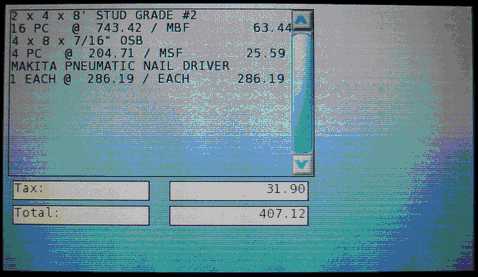 2 x 4 x 8' STUD GRADE #2
16 PC @ 743.42 / MBF 63.44
4 x 8 x 7/16" OSB
4 PC @ 204.71 / MSF 25.59
MAKITA PNEUMATIC NAIL DRIVER
1 EACH @ 286.19 / EACH 286.19
Tax: 31.90
Total: 407.12